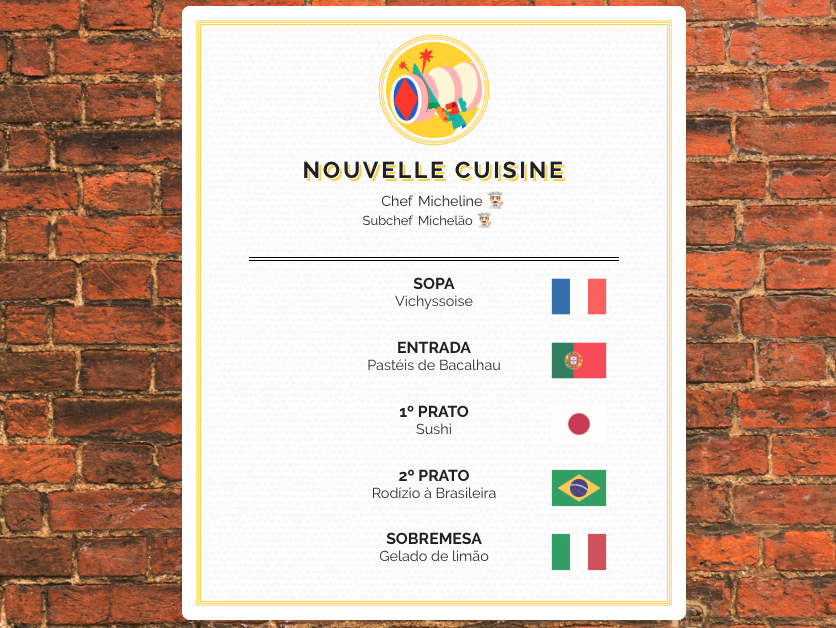 NOUVELLE CUISINE
Chef Micheline
Subchef Michelão
SOPA
Vichyssoise
ENTRADA
Pastéis de Bacalhau
1º PRATO
Sushi
2º PRATO
Rodízio à Brasileira
SOBREMESA
Gelado de limão